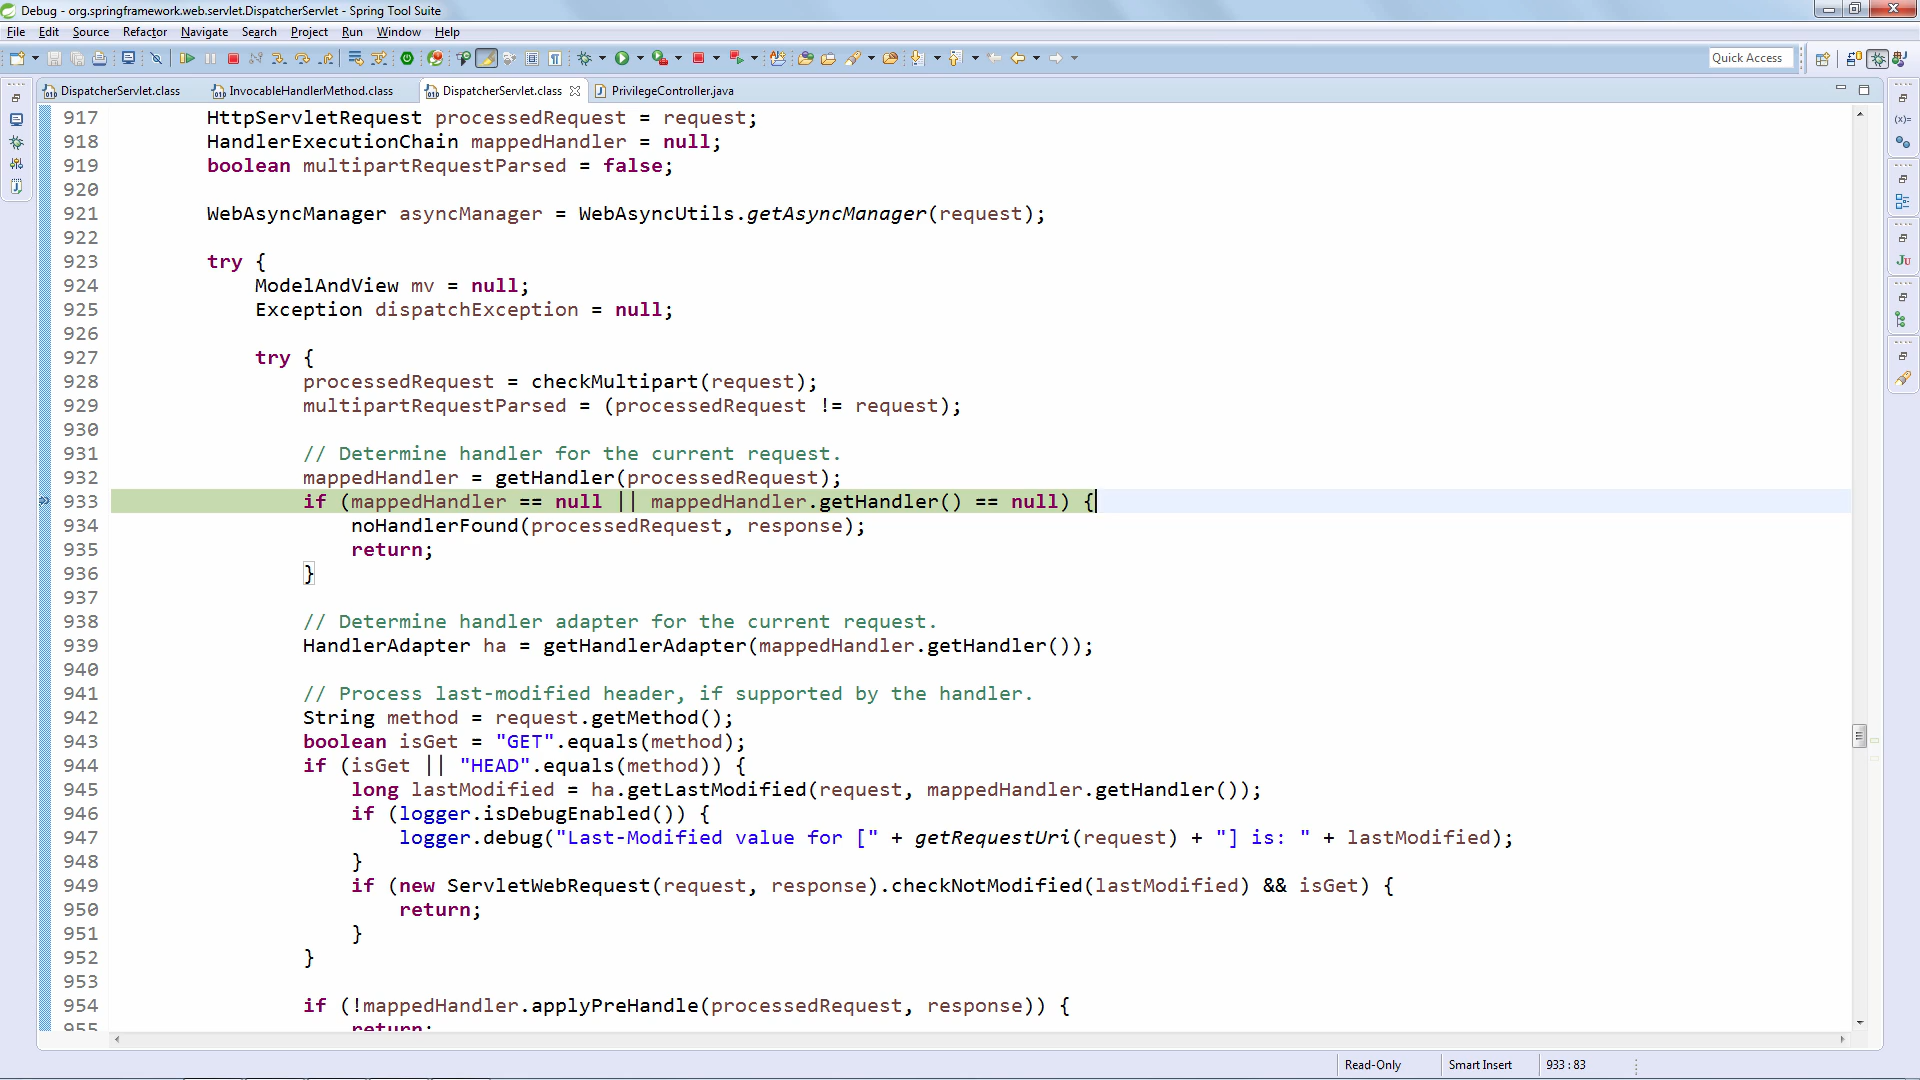 Debug - org.springframework.web.servlet.DispatcherServlet - Spring Tool Suite
File Edit Source Refactor Navigate Search Project Run Window Help
Quick Access
DispatcherServlet.class InvocableHandlerMethod.class DispatcherServlet.class PrivilegeController.java
917 HttpServletRequest processedRequest = request;
918 HandlerExecutionChain mappedHandler = null;
919 boolean multipartRequestParsed = false;
920
921 WebAsyncManager asyncManager = WebAsyncUtils.getAsyncManager(request);
922
923 try {
924 ModelAndView mv = null;
925 Exception dispatchException = null;
926
927 try {
928 processedRequest = checkMultipart(request);
929 multipartRequestParsed = (processedRequest != request);
930
931 // Determine handler for the current request.
932 mappedHandler = getHandler(processedRequest);
933 if (mappedHandler == null || mappedHandler.getHandler() == null) {
934 noHandlerFound(processedRequest, response);
935 return;
936 }
937
938 // Determine handler adapter for the current request.
939 HandlerAdapter ha = getHandlerAdapter(mappedHandler.getHandler());
940
941 // Process last-modified header, if supported by the handler.
942 String method = request.getMethod();
943 boolean isGet = "GET".equals(method);
944 if (isGet || "HEAD".equals(method)) {
945 long lastModified = ha.getLastModified(request, mappedHandler.getHandler());
946 if (logger.isDebugEnabled()) {
947 logger.debug("Last-Modified value for [" + getRequestUri(request) + "] is: " + lastModified);
948 }
949 if (new ServletWebRequest(request, response).checkNotModified(lastModified) && isGet) {
950 return;
951 }
952 }
953
954 if (!mappedHandler.applyPreHandle(processedRequest, response)) {
955 return;
Read-Only Smart Insert 933 : 83